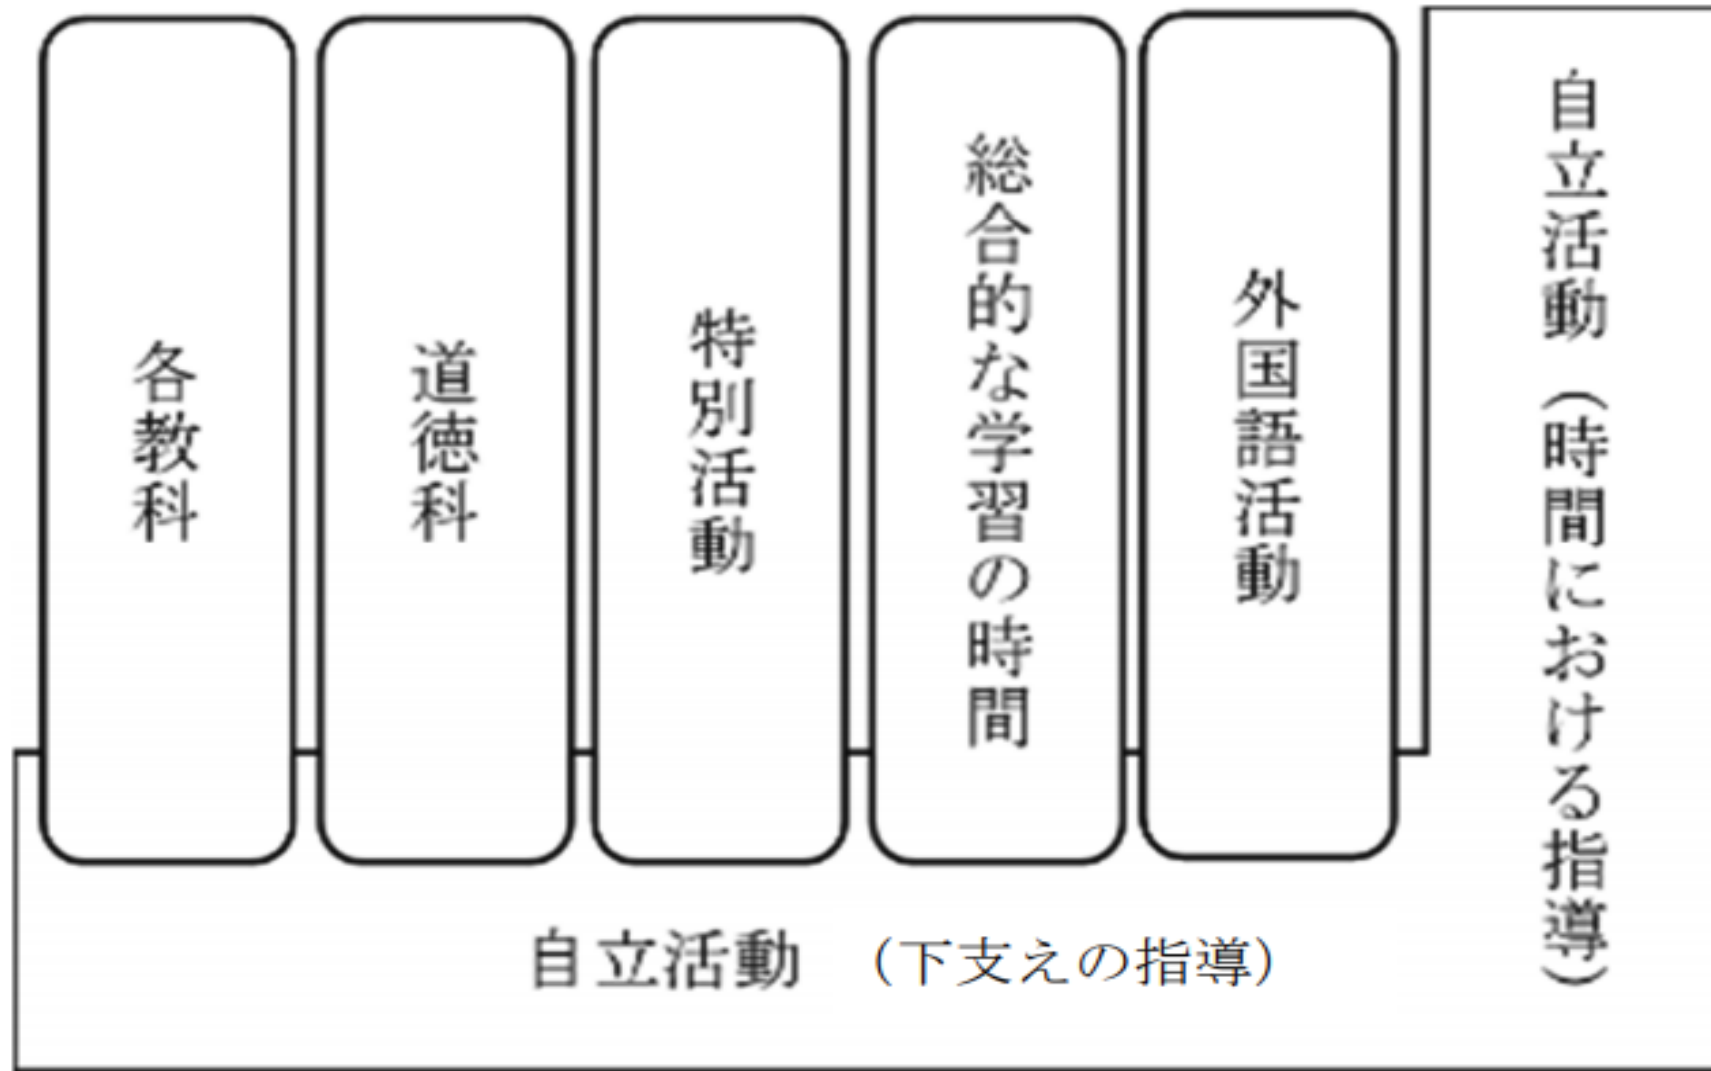 各教科
道徳科
特別活動
総合的な学習の時間
外国語活動
自立活動（時間における指導）
自立活動（下支えの指導）